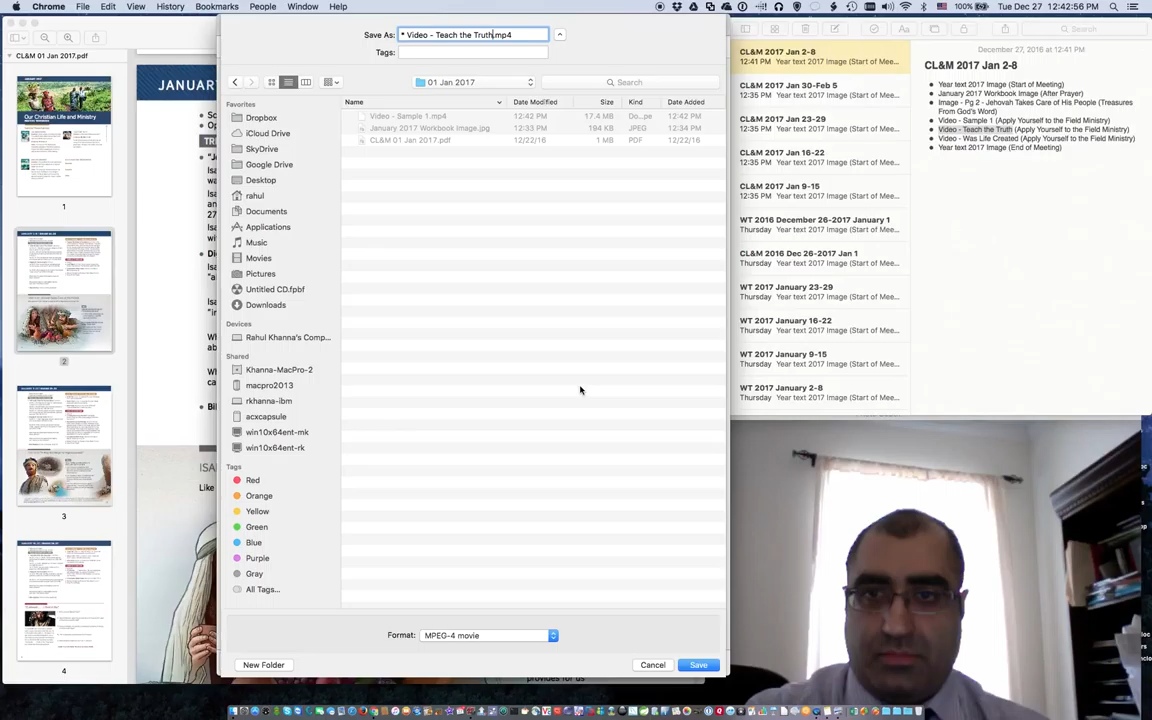 Chrome File Edit View History Bookmarks People Window Help
100% Tue Dec 27 12:42:56 PM
Save As: * Video - Teach the Truth.mp4
Tags:
CL&M 01 Jan 2017.pdf
01 Jan 2017
Search
Search
Favorites
Dropbox
iCloud Drive
SkyDrive
Google Drive
Desktop
rahul
Documents
Applications
Music
Movies
Pictures
Untitled CD.fpbf
Downloads
Devices
Rahul Khanna's Comp...
Shared
Khanna-MacPro-2
macpro2013
rkhanna-ibm
acxcapsule
win10x64ent-mk
win10x64ent-rk
Tags
Red
Orange
Yellow
Green
Blue
Purple
Gray
All Tags...
Name Date Modified Size Kind Date Added
Video - Sample 1.mp4 12:42 PM 17.4 MB Do...pe 12:42 PM
January 2017 Workbook Image.jpg 12:33 PM 194 KB JPEG 12:34 PM
CL&M 01 Jan 2017.pdf 12/22/16 1 MB PDF 12/22/16
Format: MPEG-4 movie
New Folder Cancel Save
JANUARY
Our Christian Life and Ministry
1
2
3
4
ISA
Like
provides for us
CL&M 2017 Jan 2-8
12:41 PM Year text 2017 Image (Start of Mee...
CL&M 2017 Jan 30-Feb 5
12:35 PM Year text 2017 Image (Start of Mee...
CL&M 2017 Jan 23-29
12:35 PM Year text 2017 Image (Start of Mee...
CL&M 2017 Jan 16-22
12:35 PM Year text 2017 Image (Start of Mee...
CL&M 2017 Jan 9-15
12:35 PM Year text 2017 Image (Start of Mee...
WT 2016 December 26-2017 January 1
Thursday Year text 2017 Image (Start of Mee...
CL&M 2016 Dec 26-2017 Jan 1
Thursday Year text 2017 Image (Start of Mee...
WT 2017 January 23-29
Thursday Year text 2017 Image (Start of Mee...
WT 2017 January 16-22
Thursday Year text 2017 Image (Start of Mee...
WT 2017 January 9-15
Thursday Year text 2017 Image (Start of Mee...
WT 2017 January 2-8
Thursday Year text 2017 Image (Start of Mee...
December 27, 2016 at 12:41 PM
CL&M 2017 Jan 2-8
Year text 2017 Image (Start of Meeting)
January 2017 Workbook Image (After Prayer)
Image - Pg 2 - Jehovah Takes Care of His People (Treasures
From God's Word)
Video - Sample 1 (Apply Yourself to the Field Ministry)
Video - Teach the Truth (Apply Yourself to the Field Ministry)
Video - Was Life Created (Apply Yourself to the Field Ministry)
Year text 2017 Image (End of Meeting)